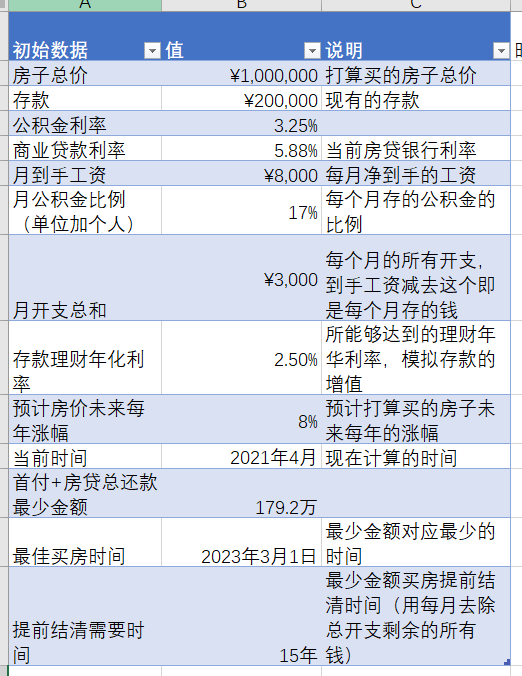 A B C
初始数据 值 说明
房子总价 ¥1,000,000 打算买的房子总价
存款 ¥200,000 现有的存款
公积金利率 3.25%
商业贷款利率 5.88% 当前房贷银行利率
月到手工资 ¥8,000 每月净到手的工资
月公积金比例
（单位加个人）
17%
每个月存的公积金的
比例
月开支总和
¥3,000
每个月的所有开支，
到手工资减去这个即
是每个月存的钱
存款理财年化利
率
2.50%
所能够达到的理财年
华利率，模拟存款的
增值
预计房价未来每
年涨幅
8%
预计打算买的房子未
来每年的涨幅
当前时间 2021年4月 现在计算的时间
首付+房贷总还款
最少金额
179.2万
最佳买房时间 2023年3月1日
最少金额对应最少的
时间
提前结清需要时
间
15年
最少金额买房提前结
清时间（用每月去除
总开支剩余的所有
钱）